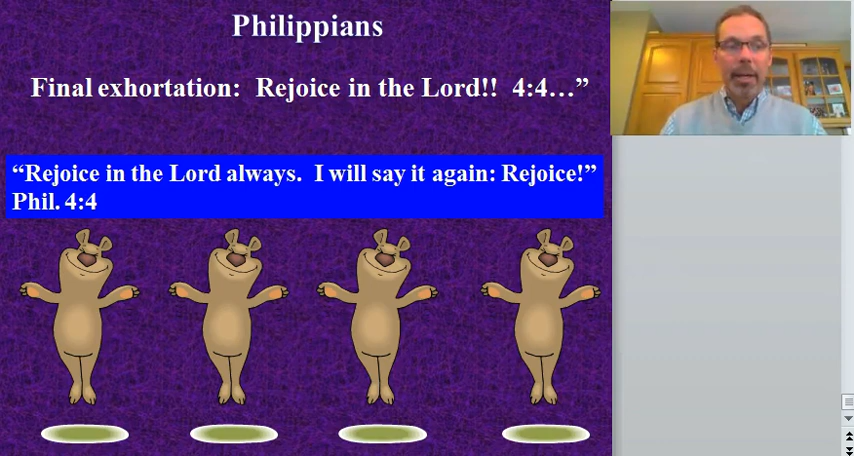 Philippians
Final exhortation:  Rejoice in the Lord!!  4:4…”
“Rejoice in the Lord always.  I will say it again: Rejoice!”
Phil. 4:4